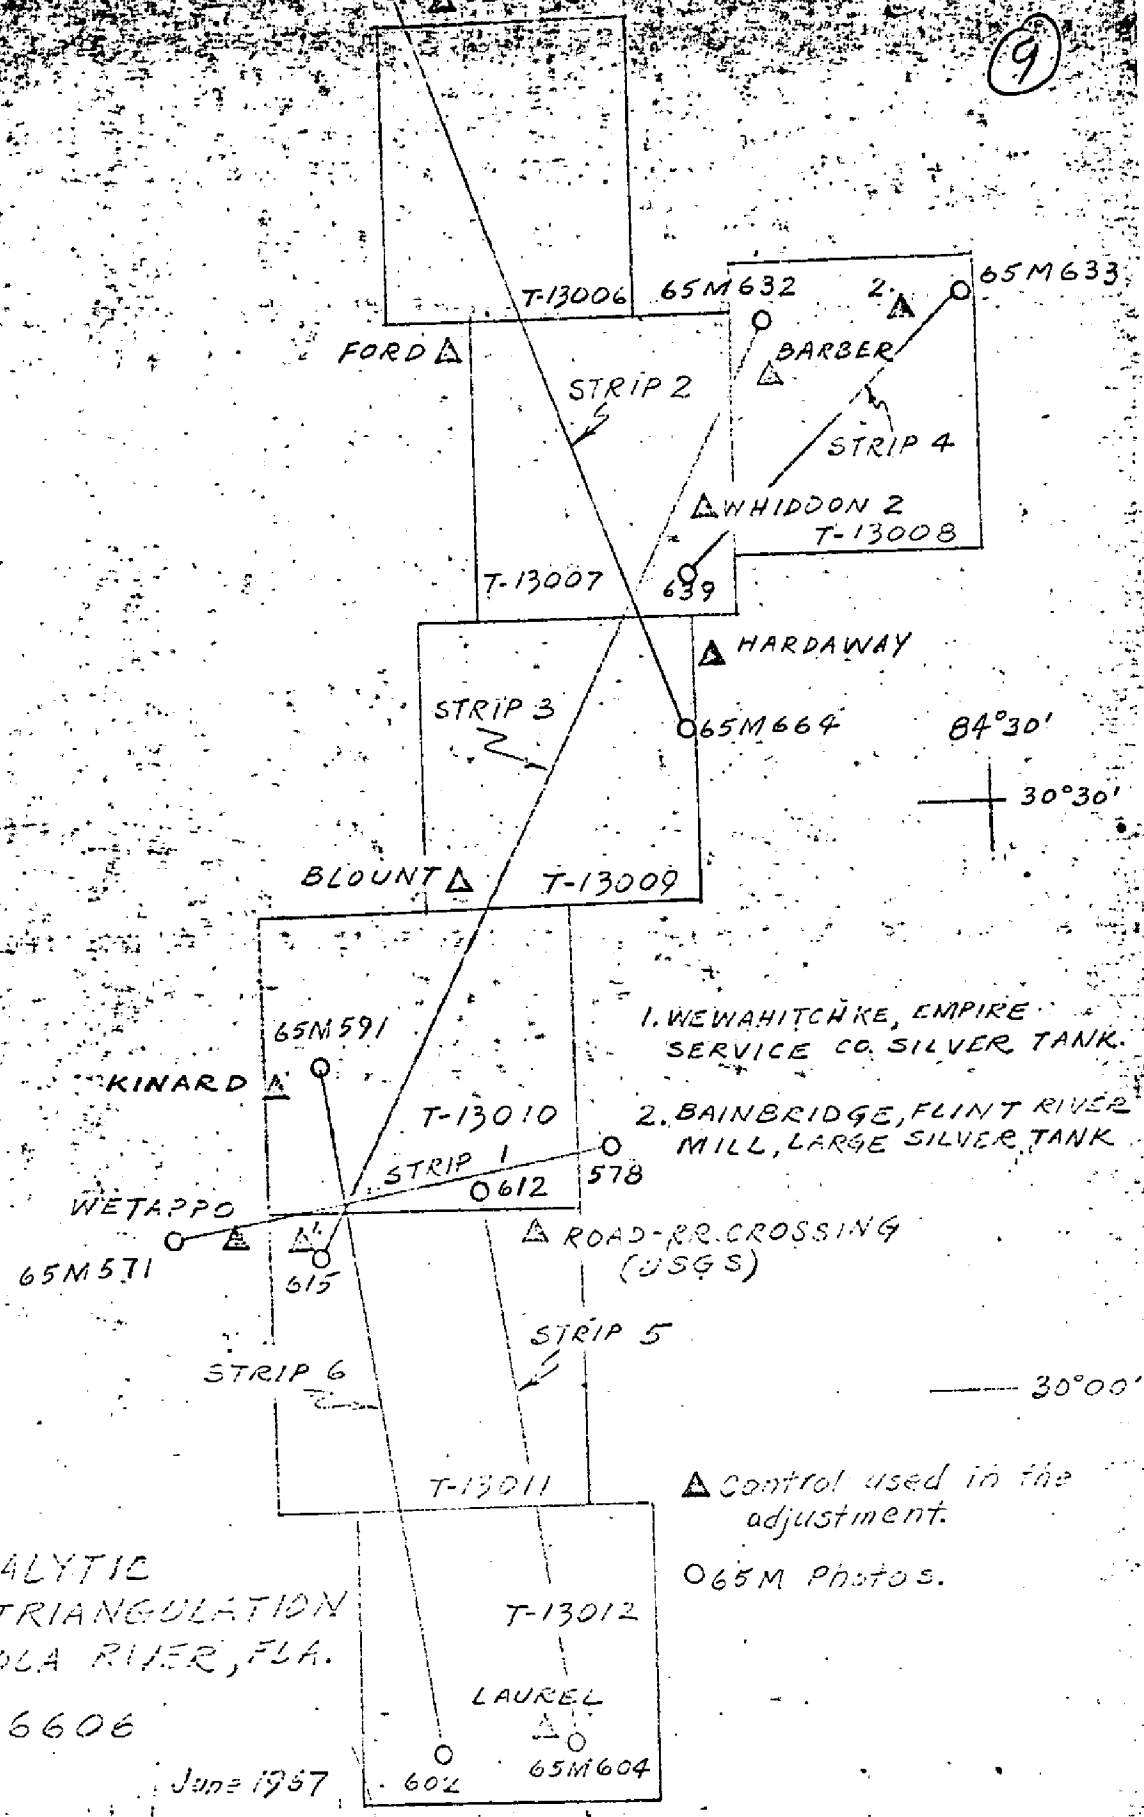 9
T-13006
65M632
2.
65M633
FORD
BARBER
STRIP 2
STRIP 4
WHIDDON 2
T-13008
T-13007
639
HARDAWAY
STRIP 3
65M664
84°30'
30°30'
BLOUNT
T-13009
65M591
1. WEWAHITCHKE, EMPIRE
SERVICE CO. SILVER TANK.
KINARD
T-13010
2. BAINBRIDGE, FLINT RIVER
MILL, LARGE SILVER TANK
STRIP 1
612
578
WETAPPO
1.
65M571
615
ROAD-RR. CROSSING
(USGS)
STRIP 5
STRIP 6
30°00'
T-13011
Control used in the
adjustment.
65M Photos.
ALYTIC
TRIANGULATION
OLA RIVER, FLA.
T-13012
6606
LAUREL
June 1967
602
65M604